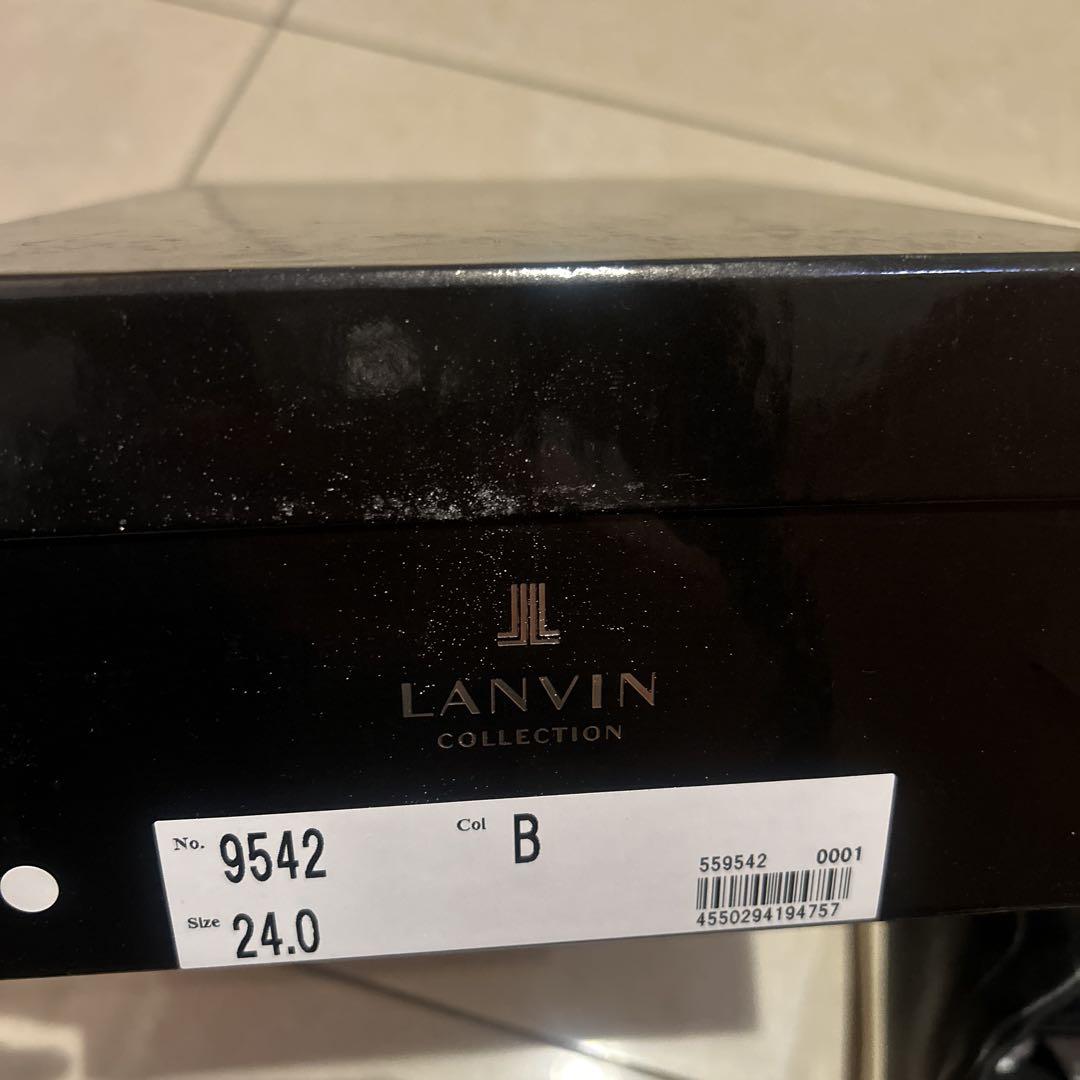 LANVIN
COLLECTION
No. 9542 Col B
559542 0001
4550294194757
Size 24.0